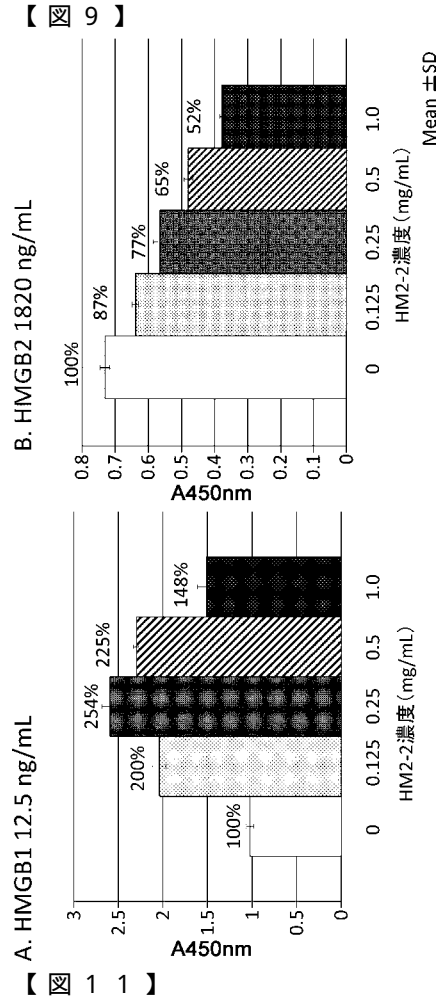 【図11】
A. HMGB1 12.5 ng/mL
A450nm
3
2.5
2
1.5
1
0.5
0
100%
200%
254%
225%
148%
0 0.125 0.25 0.5 1.0
HM2-2濃度 (mg/mL)
【図9】
B. HMGB2 1820 ng/mL
A450nm
0.8
0.7
0.6
0.5
0.4
0.3
0.2
0.1
0
100%
87%
77%
65%
52%
0 0.125 0.25 0.5 1.0
HM2-2濃度 (mg/mL)
Mean ±SD